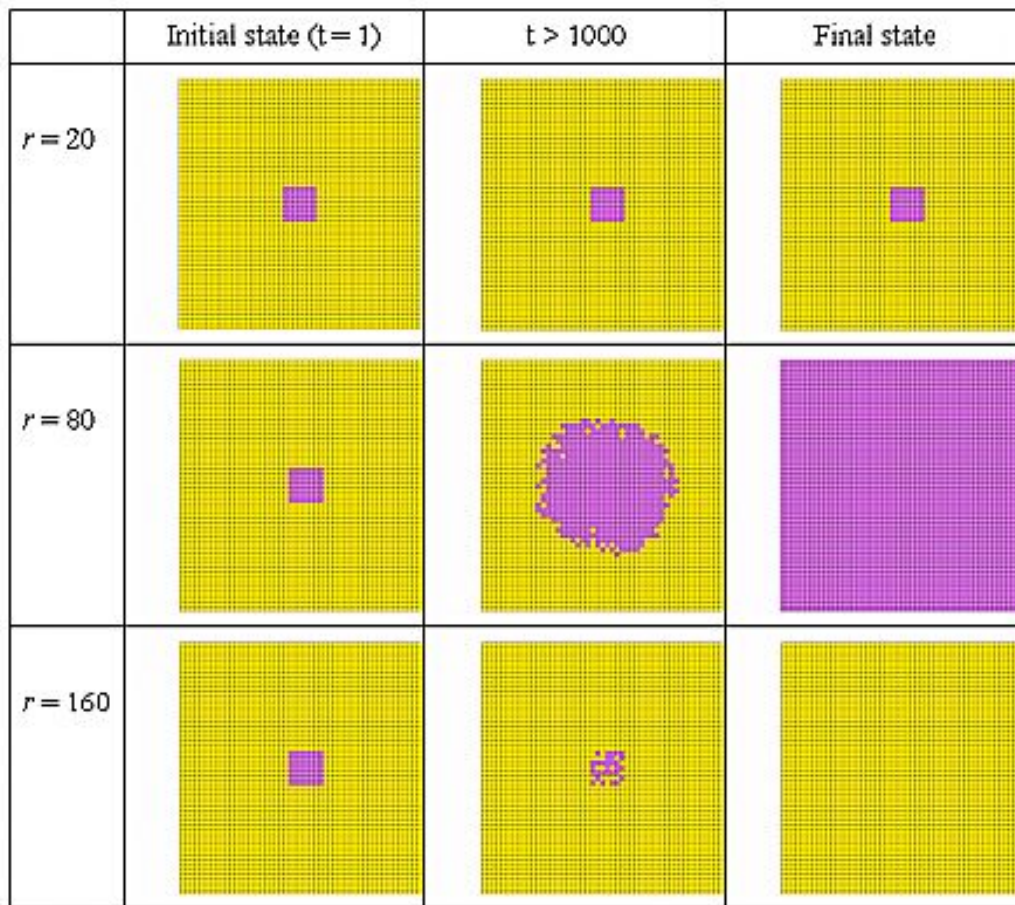 Initial state (t = 1)
t > 1000
Final state
r = 20
r = 80
r = 160